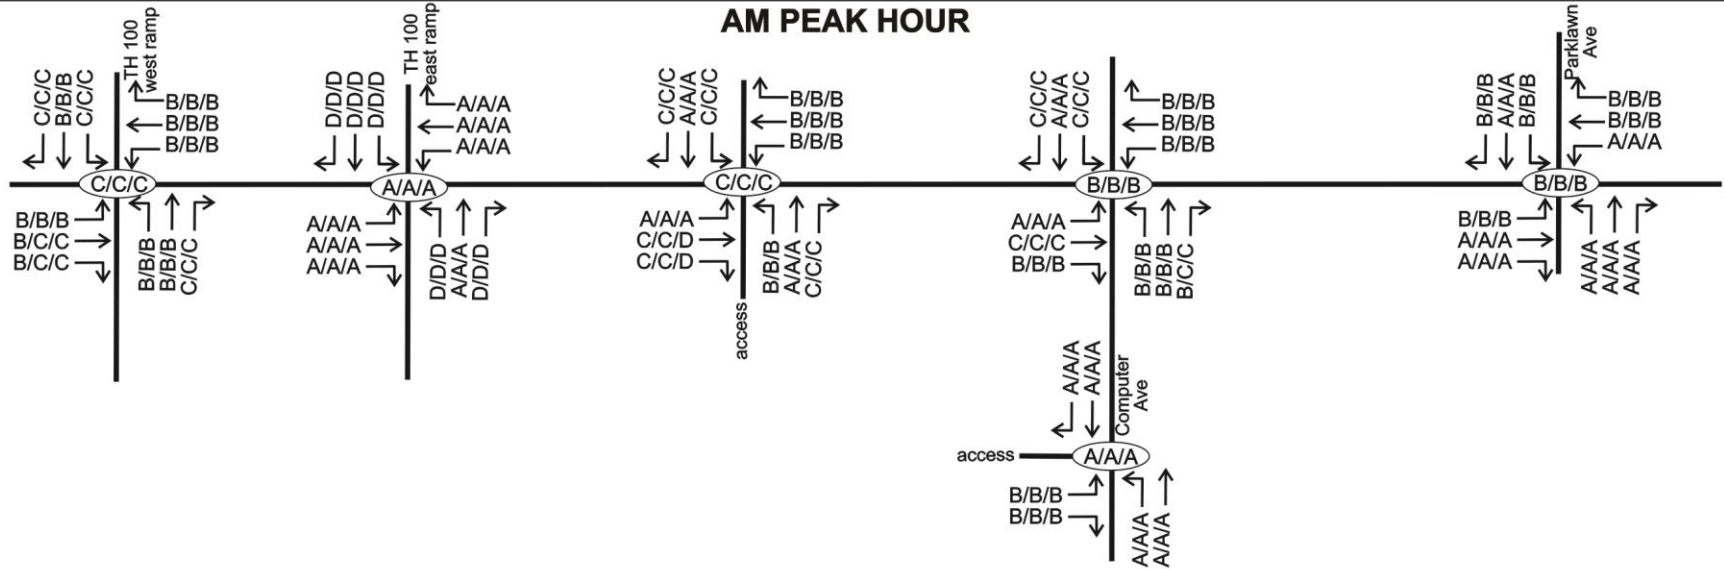 AM PEAK HOUR
TH 100
west ramp
C/C/C
B/B/B
C/C/C
B/B/B
B/B/B
B/B/B
C/C/C
B/B/B
B/C/C
B/C/C
B/B/B
B/B/B
C/C/C
TH 100
east ramp
D/D/D
D/D/D
D/D/D
A/A/A
A/A/A
A/A/A
A/A/A
A/A/A
A/A/A
A/A/A
D/D/D
A/A/A
D/D/D
C/C/C
A/A/A
C/C/C
B/B/B
B/B/B
B/B/B
C/C/C
A/A/A
C/C/D
C/C/D
B/B/B
A/A/A
C/C/C
access
C/C/C
A/A/A
C/C/C
B/B/B
B/B/B
B/B/B
B/B/B
A/A/A
C/C/C
B/B/B
B/B/B
B/B/B
B/C/C
Parklawn
Ave
B/B/B
A/A/A
B/B/B
B/B/B
B/B/B
A/A/A
B/B/B
B/B/B
A/A/A
A/A/A
A/A/A
A/A/A
A/A/A
A/A/A
A/A/A
Computer
Ave
access
A/A/A
B/B/B
B/B/B
A/A/A
A/A/A